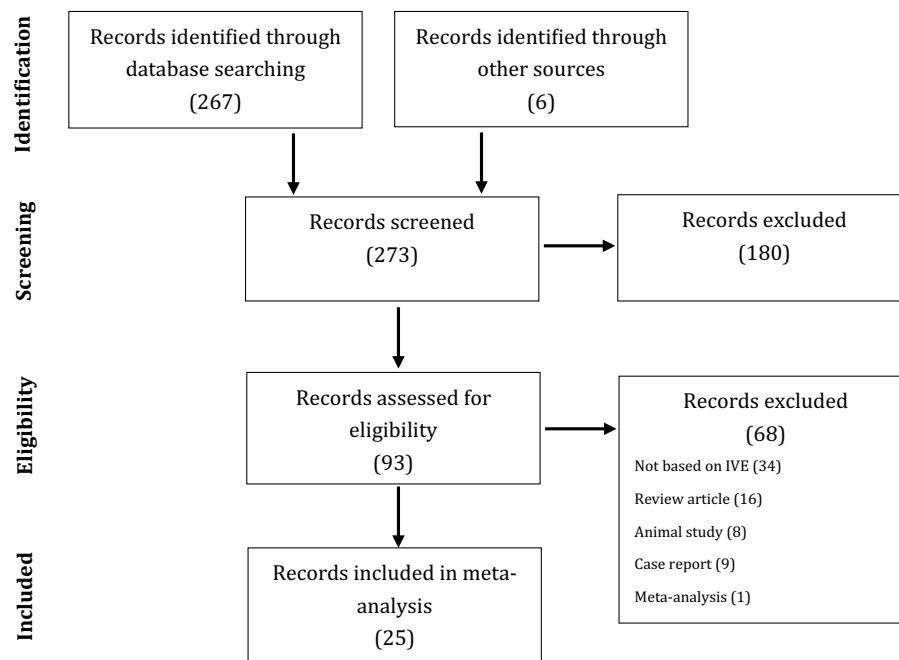 Identification
Records identified through
database searching
(267)
Records identified through
other sources
(6)
Screening
Records screened
(273)
Records excluded
(180)
Eligibility
Records assessed for
eligibility
(93)
Records excluded
(68)
Not based on IVE (34)
Review article (16)
Animal study (8)
Case report (9)
Meta-analysis (1)
Included
Records included in meta-
analysis
(25)